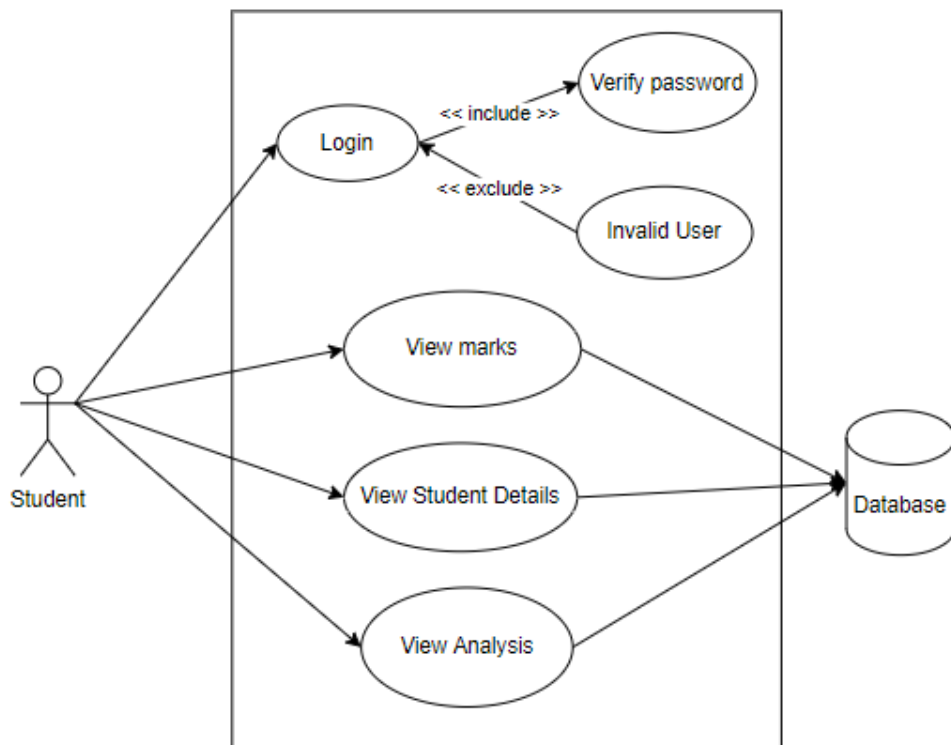 Verify password
<< include >>
Login
<< exclude >>
Invalid User
View marks
Student
View Student Details
Database
View Analysis